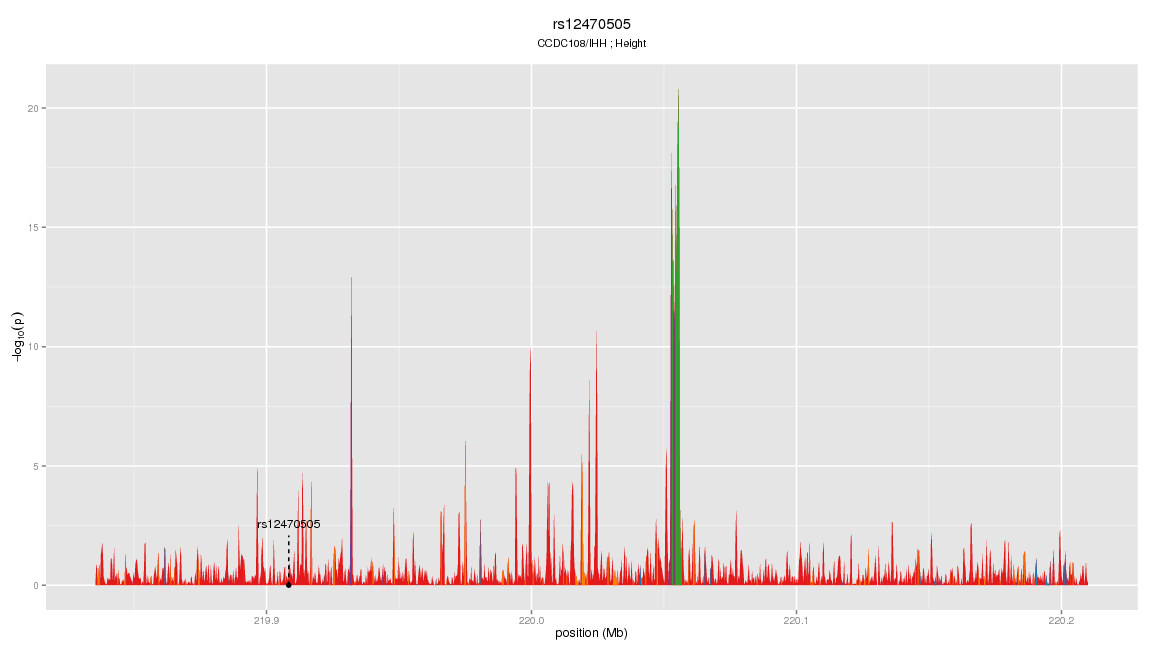 rs12470505
CCDC108/IHH ; Height
20
15
10
5
0
−log10(p)
rs12470505
219.9
220.0
220.1
220.2
position (Mb)